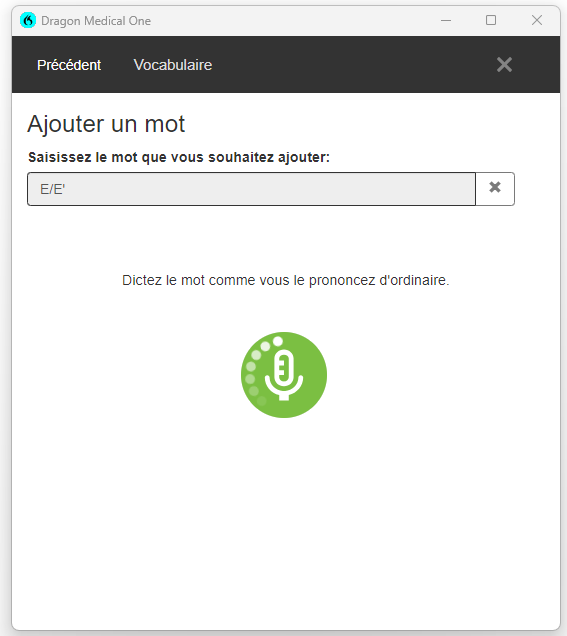 Dragon Medical One
Précédent Vocabulaire
Ajouter un mot
Saisissez le mot que vous souhaitez ajouter:
E/E'
Dictez le mot comme vous le prononcez d'ordinaire.